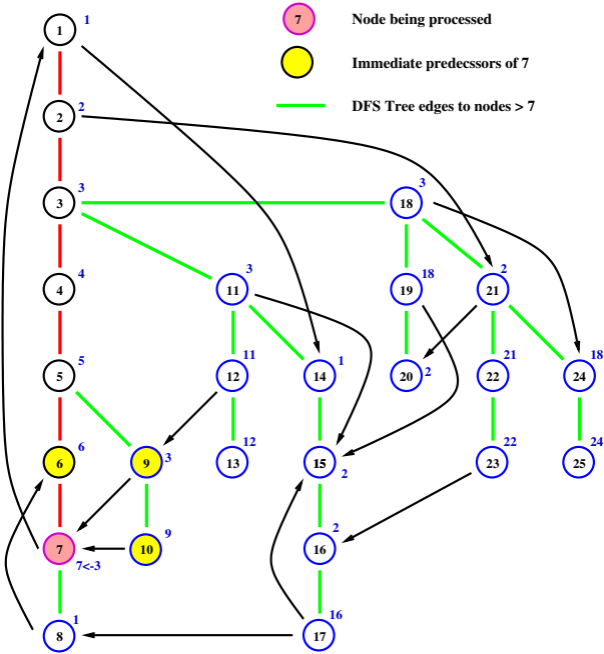 1 1 7 Node being processed
Immediate predecssors of 7
2 2 DFS Tree edges to nodes > 7
3 3 18 3
4 4 11 3 19 18 21 2
5 5 12 11 14 1 20 2 22 21 24 18
6 6 9 3 13 12 15 2 23 22 25 24
7 7<-3 10 9 16 2
8 1 17 16